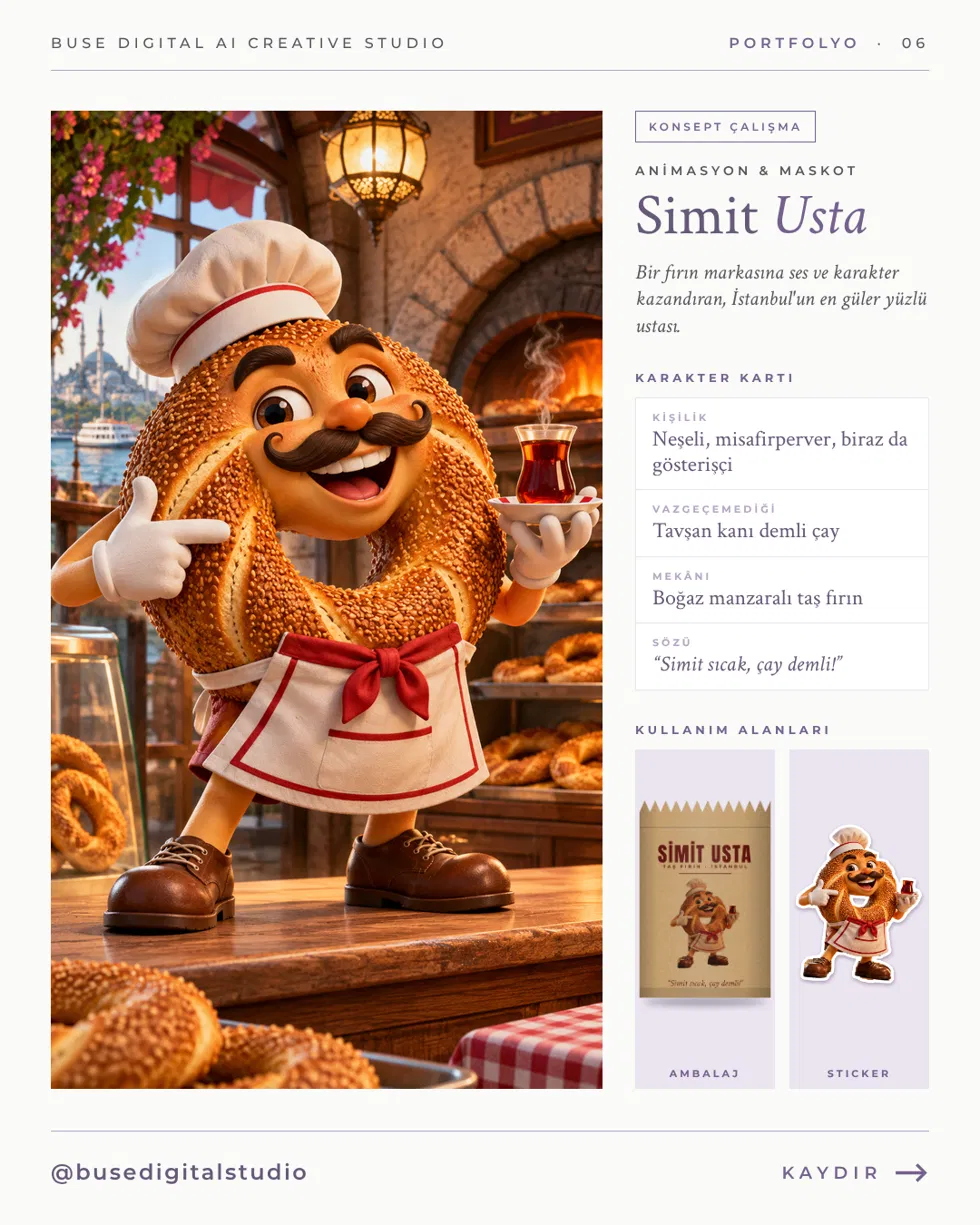 BUSE DIGITAL AI CREATIVE STUDIO
PORTFOLYO · 06
KONSEPT ÇALIŞMA
ANİMASYON & MASKOT
Simit Usta
Bir fırın markasına ses ve karakter
kazandıran, İstanbul'un en güler yüzlü
ustası.
KARAKTER KARTI
KİŞİLİK
Neşeli, misafirperver, biraz da
gösterişçi
VAZGEÇEMEDİĞİ
Tavşan kanı demli çay
MEKÂNI
Boğaz manzaralı taş fırın
SÖZÜ
“Simit sıcak, çay demli!”
KULLANIM ALANLARI
SİMİT USTA
TAŞ FIRIN · İSTANBUL
“Simit sıcak, çay demli!”
AMBALAJ
STICKER
@busedigitalstudio
KAYDIR →